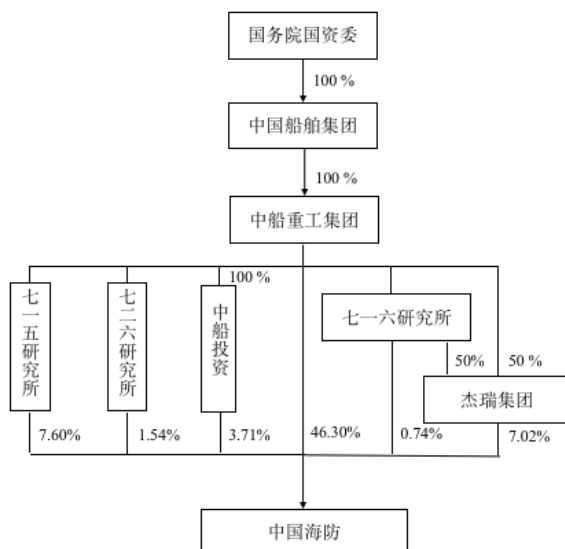 国务院国资委
100 %
中国船舶集团
100 %
中船重工集团
100 %
七一五研究所
七二六研究所
中船投资
七一六研究所
50%
50 %
杰瑞集团
7.60%
1.54%
3.71%
46.30%
0.74%
7.02%
中国海防